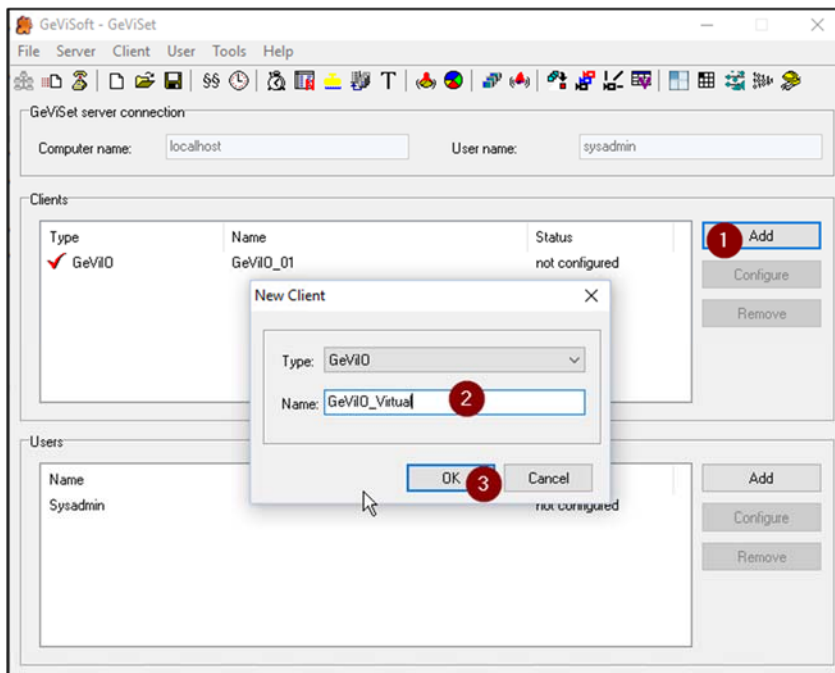 GeViSoft - GeViSet
File Server Client User Tools Help
§§ T
GeViSet server connection
Computer name: localhost User name: sysadmin
Clients
Type Name Status
GeViIO GeViIO_01 not configured
1 Add
Configure
Remove
New Client
Type: GeViIO
Name: GeViIO_Virtual 2
OK 3 Cancel
Users
Name
Sysadmin not configured
Add
Configure
Remove